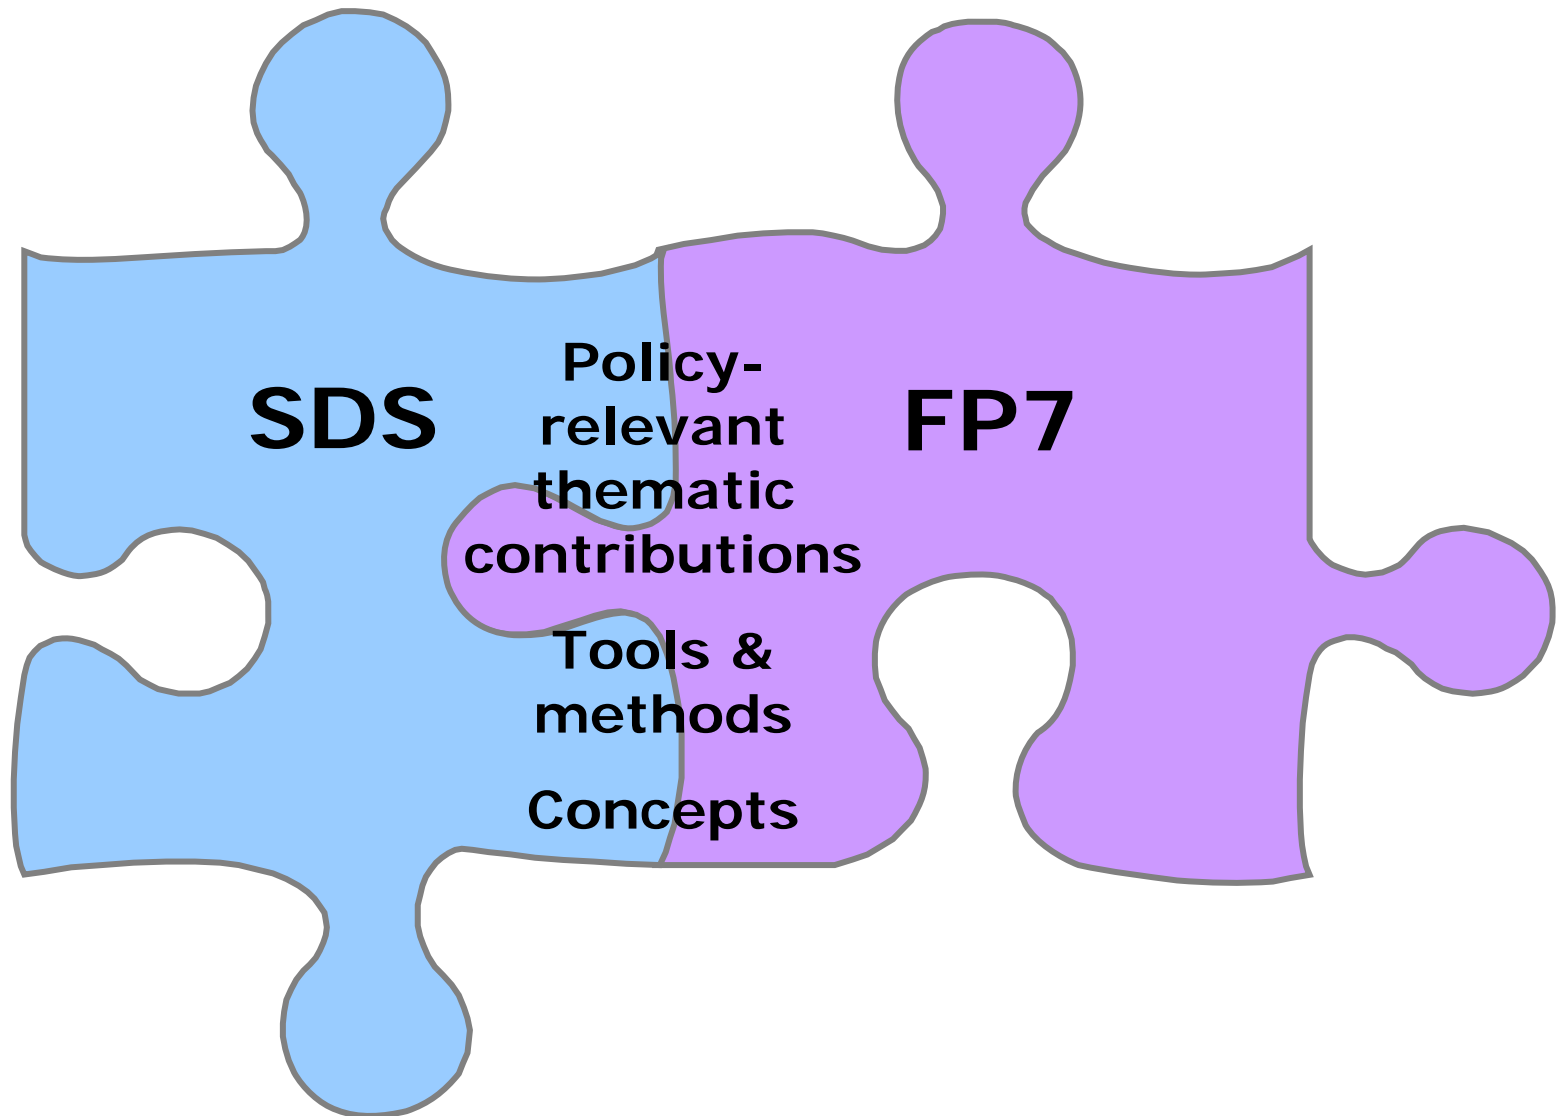 SDS
Policy-
relevant
thematic
contributions
Tools &
methods
Concepts
FP7